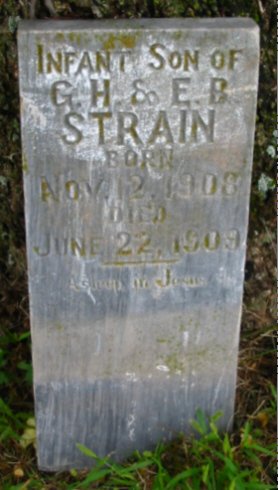 INFANT SON OF
G. H. & E. B.
STRAIN
BORN
NOV. 12, 1908
DIED
JUNE 22, 1909
Asleep in Jesus